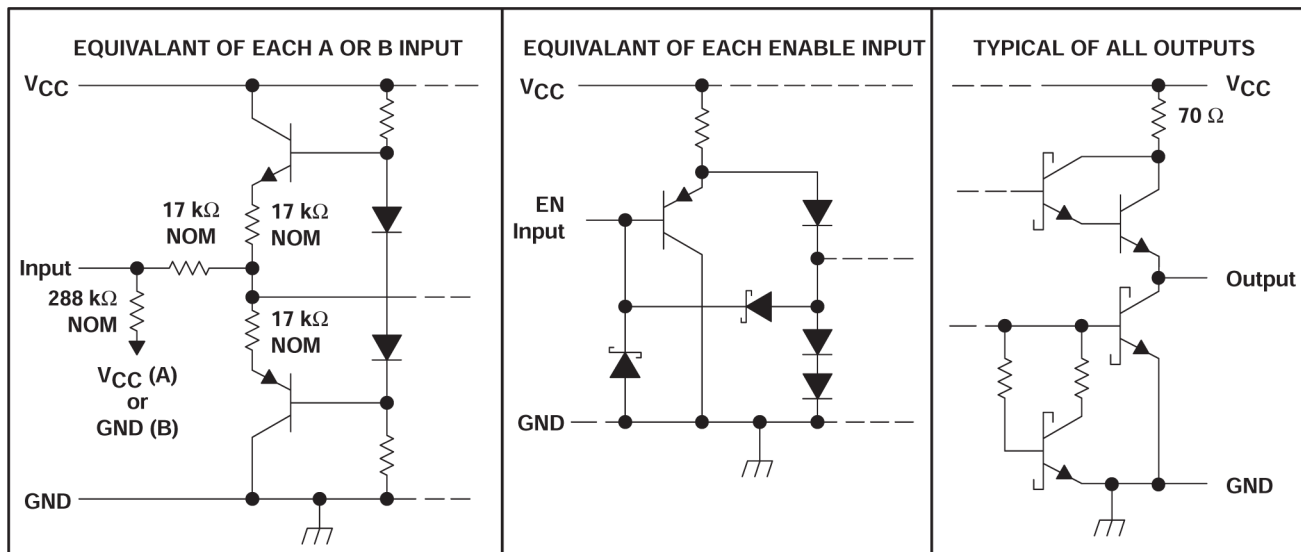 EQUIVALANT OF EACH A OR B INPUT
VCC
17 kΩ
NOM
17 kΩ
NOM
Input
288 kΩ
NOM
17 kΩ
NOM
VCC (A)
or
GND (B)
GND
EQUIVALANT OF EACH ENABLE INPUT
VCC
EN
Input
GND
TYPICAL OF ALL OUTPUTS
VCC
70 Ω
Output
GND